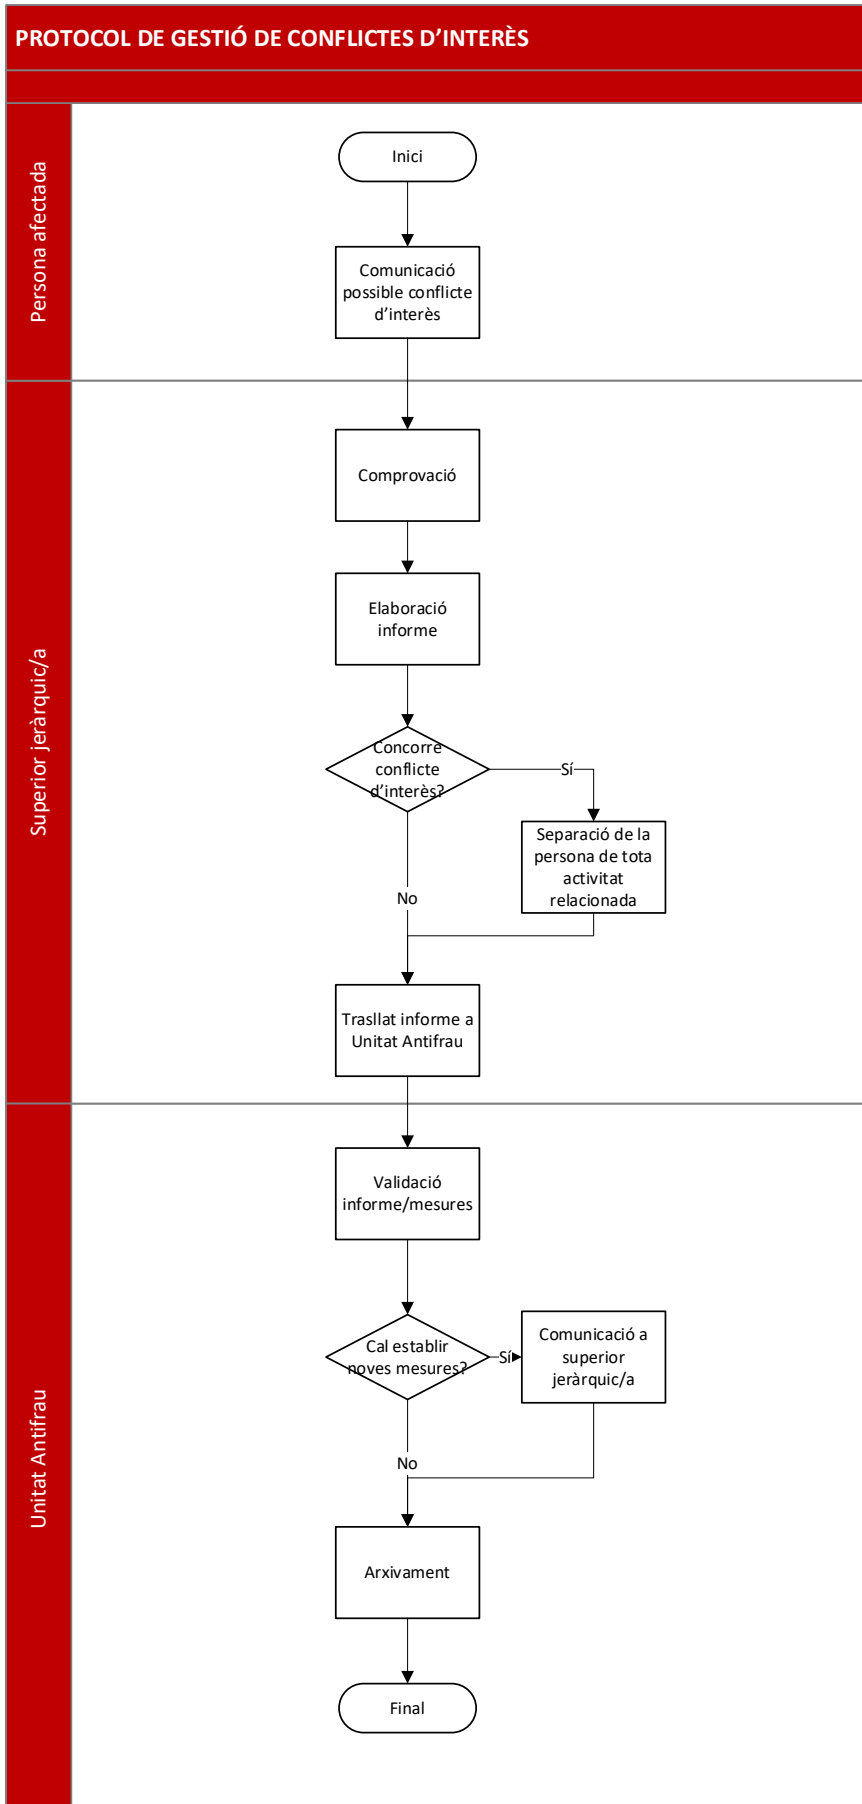 PROTOCOL DE GESTIÓ DE CONFLICTES D’INTERÈS
Persona afectada
Inici
Comunicació
possible conflicte
d’interès
Superior jeràrquic/a
Comprovació
Elaboració
informe
Concorre
conflicte
d’interès?
Sí
Separació de la
persona de tota
activitat
relacionada
No
Trasllat informe a
Unitat Antifrau
Unitat Antifrau
Validació
informe/mesures
Cal establir
noves mesures?
Sí
Comunicació a
superior
jeràrquic/a
No
Arxivament
Final